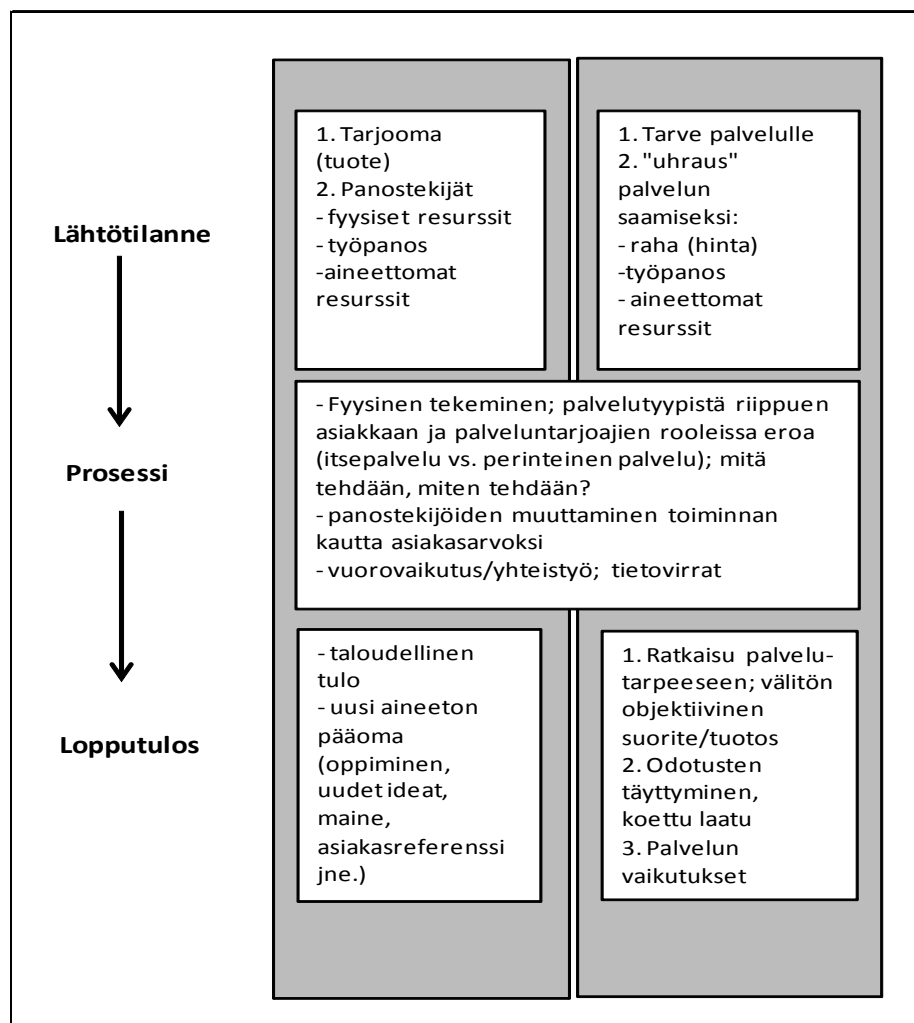 Lähtötilanne
1. Tarjooma
(tuote)
2. Panostekijät
- fyysiset resurssit
- työpanos
-aineettomat
resurssit
1. Tarve palvelulle
2. "uhraus"
palvelun
saamiseksi:
- raha (hinta)
-työpanos
- aineettomat
resurssit
Prosessi
- Fyysinen tekeminen; palvelutyypistä riippuen
asiakkaan ja palveluntarjoajien rooleissa eroa
(itsepalvelu vs. perinteinen palvelu); mitä
tehdään, miten tehdään?
- panostekijöiden muuttaminen toiminnan
kautta asiakasarvoksi
- vuorovaikutus/yhteistyö; tietovirrat
Lopputulos
- taloudellinen
tulo
- uusi aineeton
pääoma
(oppiminen,
uudet ideat,
maine,
asiakasreferenssi
jne.)
1. Ratkaisu palvelu-
tarpeeseen; välitön
objektiivinen
suorite/tuotos
2. Odotusten
täyttyminen,
koettu laatu
3. Palvelun
vaikutukset